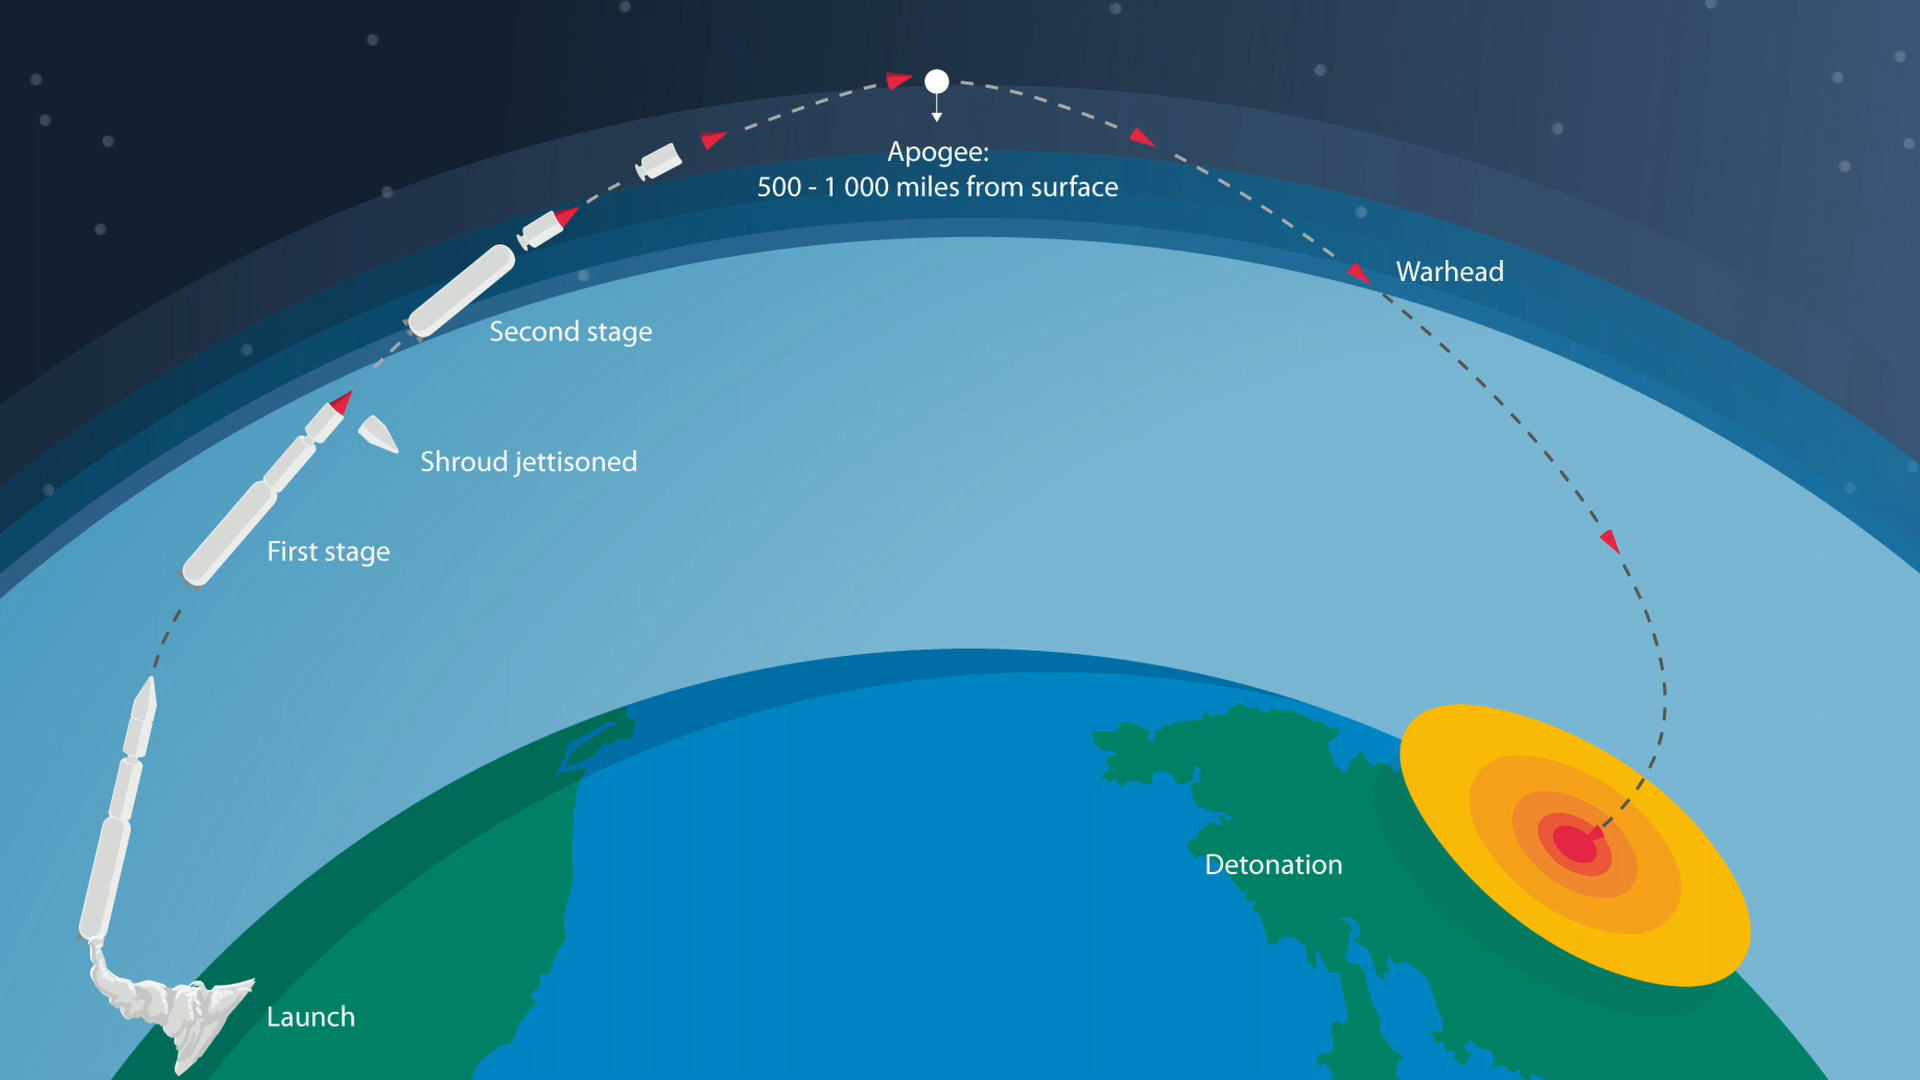 Apogee:
500 - 1 000 miles from surface
Warhead
Second stage
Shroud jettisoned
First stage
Detonation
Launch